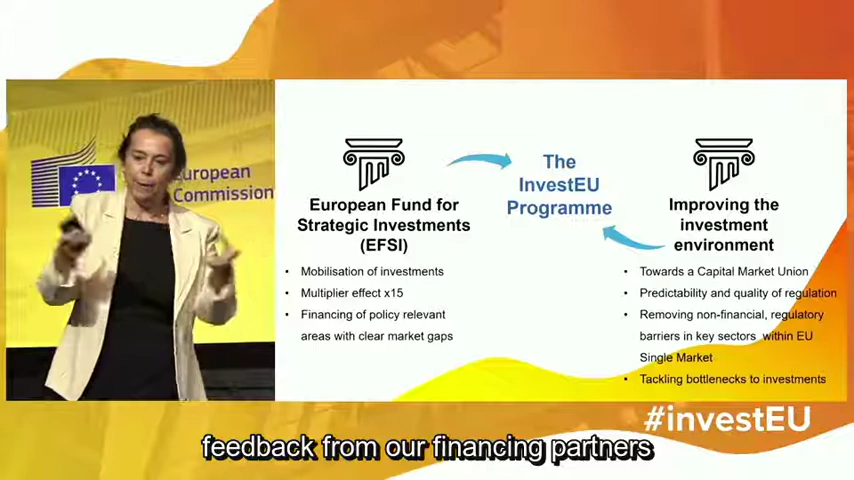 European
Commission
European Fund for
Strategic Investments
(EFSI)
• Mobilisation of investments
• Multiplier effect x15
• Financing of policy relevant
areas with clear market gaps
The
InvestEU
Programme
Improving the
investment
environment
• Towards a Capital Market Union
• Predictability and quality of regulation
• Removing non-financial, regulatory
barriers in key sectors within EU
Single Market
• Tackling bottlenecks to investments
#investEU
feedback from our financing partners